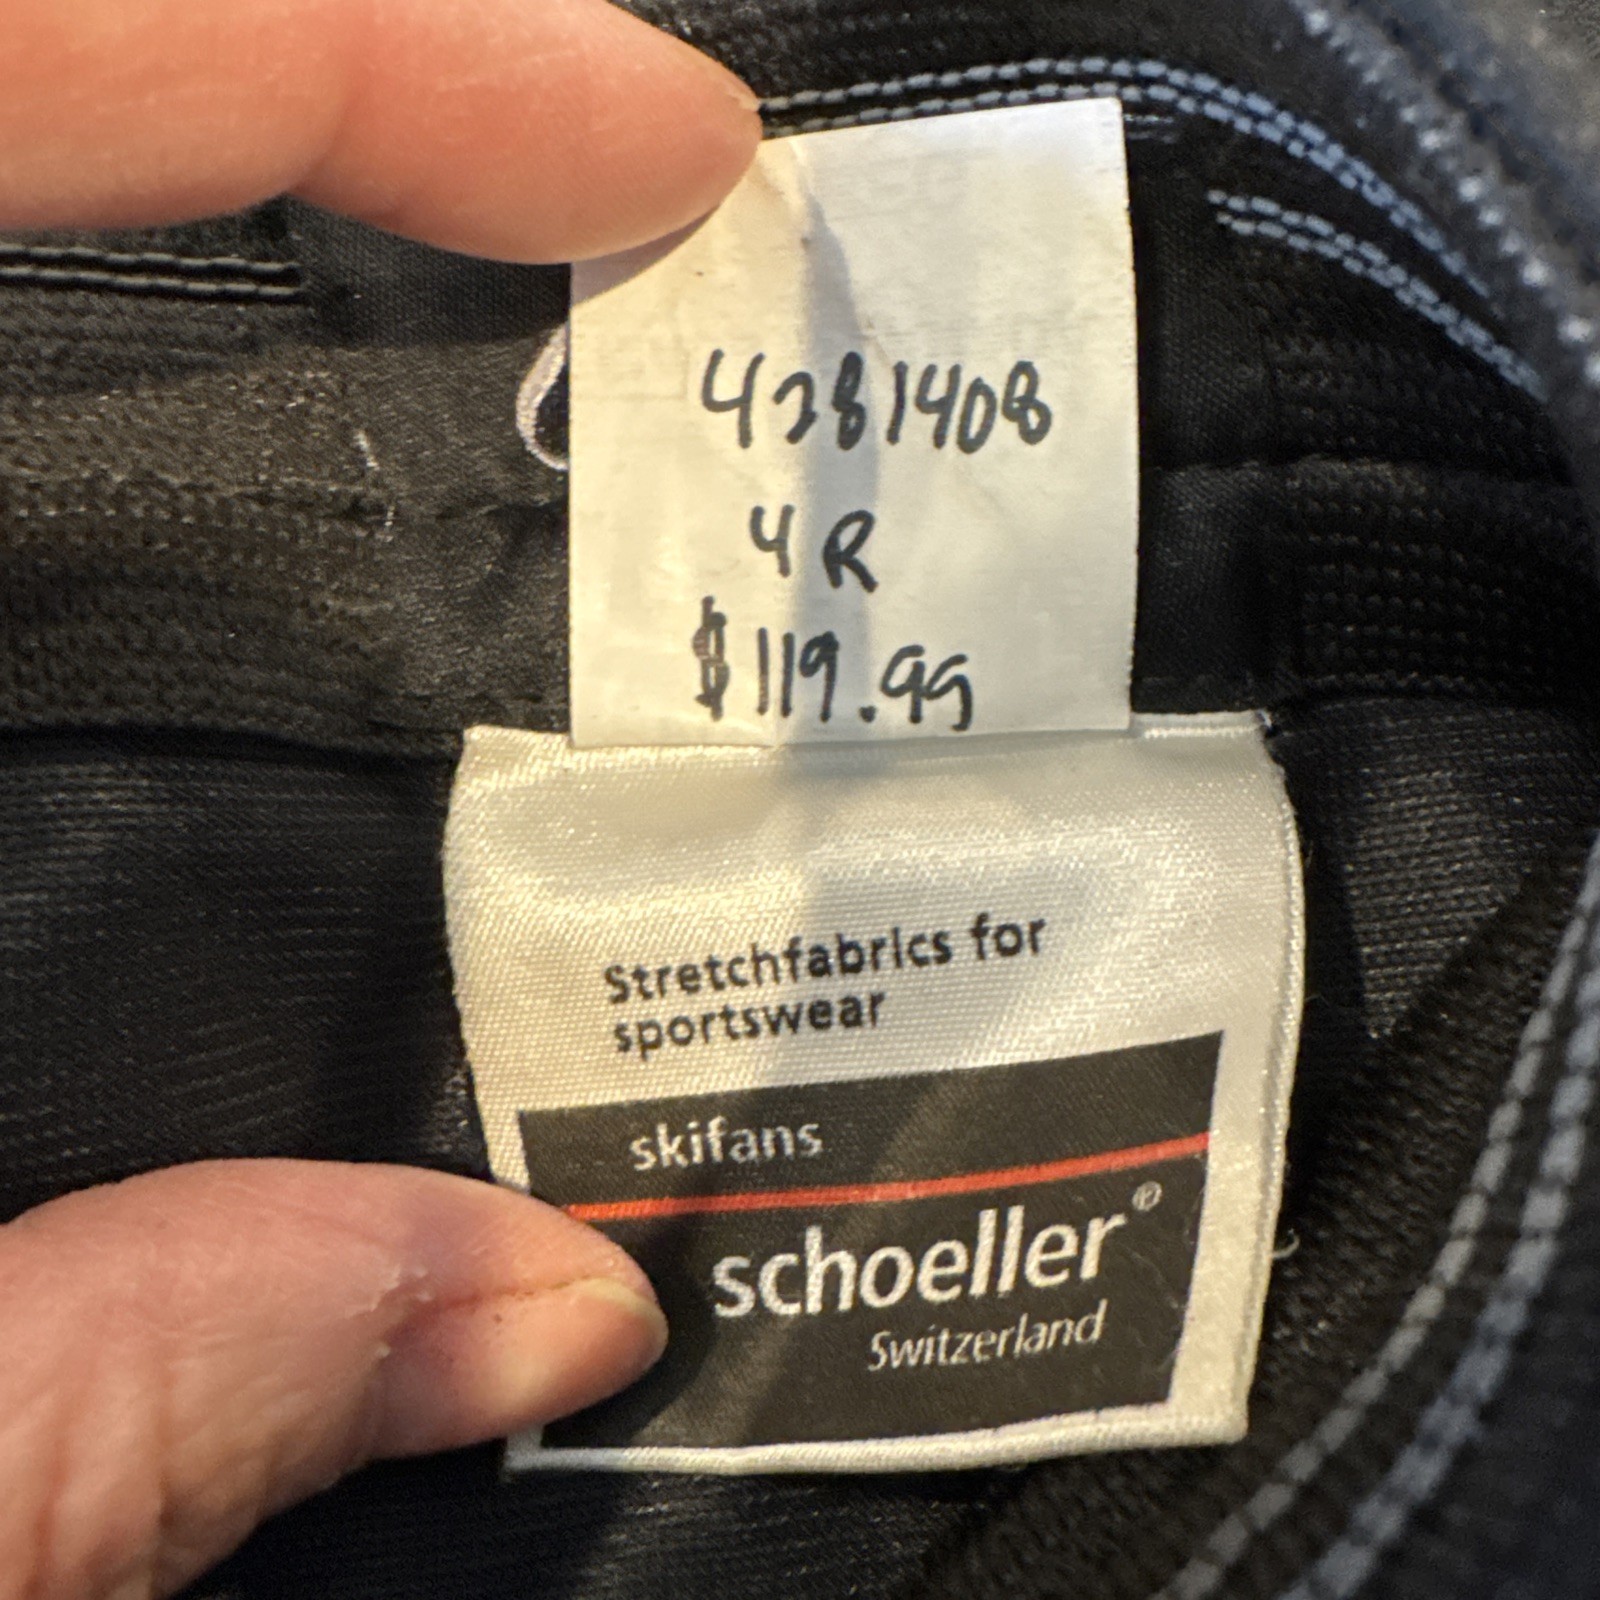 4281408
4R
$119.99
Stretchfabrics for
sportswear
skifans
schoeller®
Switzerland